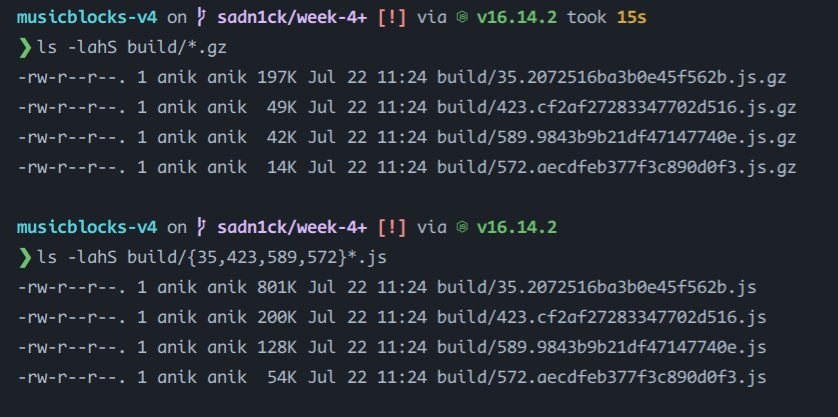 musicblocks-v4 on sadn1ck/week-4+ [!] via v16.14.2 took 15s
❯ ls -lahS build/*.gz
-rw-r--r--. 1 anik anik 197K Jul 22 11:24 build/35.2072516ba3b0e45f562b.js.gz
-rw-r--r--. 1 anik anik  49K Jul 22 11:24 build/423.cf2af27283347702d516.js.gz
-rw-r--r--. 1 anik anik  42K Jul 22 11:24 build/589.9843b9b21df47147740e.js.gz
-rw-r--r--. 1 anik anik  14K Jul 22 11:24 build/572.aecdfeb377f3c890d0f3.js.gz
musicblocks-v4 on sadn1ck/week-4+ [!] via v16.14.2
❯ ls -lahS build/{35,423,589,572}*.js
-rw-r--r--. 1 anik anik 801K Jul 22 11:24 build/35.2072516ba3b0e45f562b.js
-rw-r--r--. 1 anik anik 200K Jul 22 11:24 build/423.cf2af27283347702d516.js
-rw-r--r--. 1 anik anik 128K Jul 22 11:24 build/589.9843b9b21df47147740e.js
-rw-r--r--. 1 anik anik  54K Jul 22 11:24 build/572.aecdfeb377f3c890d0f3.js